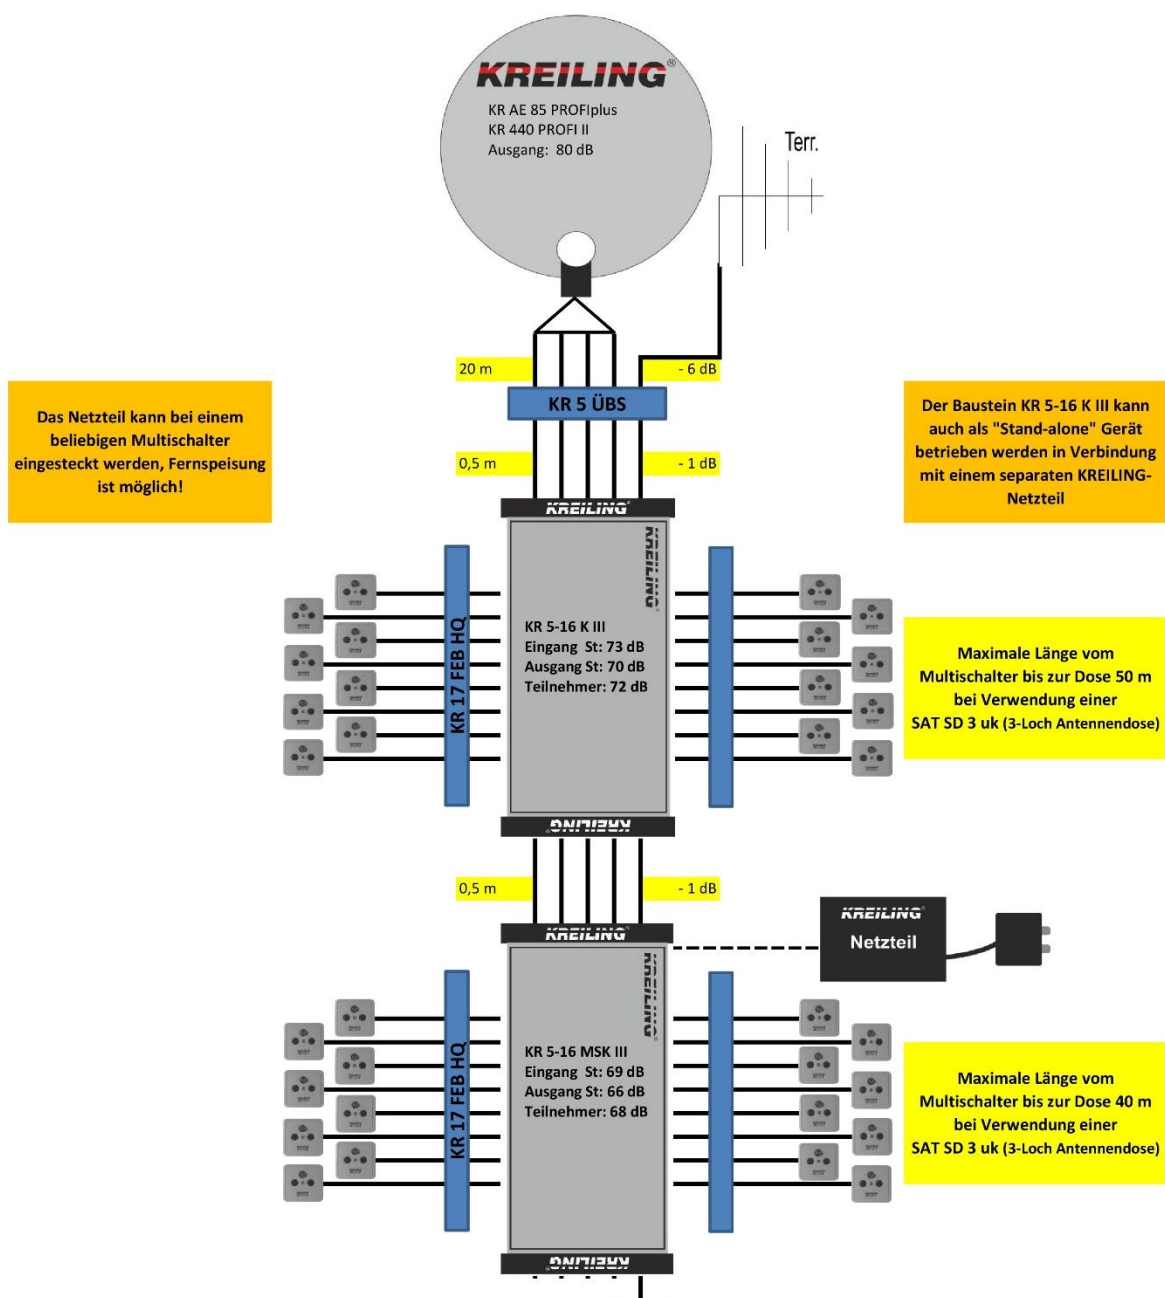 KREILING®
KR AE 85 PROFIplus
KR 440 PROFI II
Ausgang: 80 dB
Terr.
20 m
- 6 dB
KR 5 ÜBS
0,5 m
- 1 dB
Das Netzteil kann bei einem
beliebigen Multischalter
eingesteckt werden, Fernspeisung
ist möglich!
Der Baustein KR 5-16 K III kann
auch als "Stand-alone" Gerät
betrieben werden in Verbindung
mit einem separaten KREILING-
Netzteil
KREILING®
KREILING®
KR 17 FEB HQ
KR 5-16 K III
Eingang St: 73 dB
Ausgang St: 70 dB
Teilnehmer: 72 dB
Maximale Länge vom
Multischalter bis zur Dose 50 m
bei Verwendung einer
SAT SD 3 uk (3-Loch Antennendose)
KREILING®
0,5 m
- 1 dB
KREILING®
KREILING®
KREILING®
Netzteil
KR 17 FEB HQ
KR 5-16 MSK III
Eingang St: 69 dB
Ausgang St: 66 dB
Teilnehmer: 68 dB
Maximale Länge vom
Multischalter bis zur Dose 40 m
bei Verwendung einer
SAT SD 3 uk (3-Loch Antennendose)
KREILING®